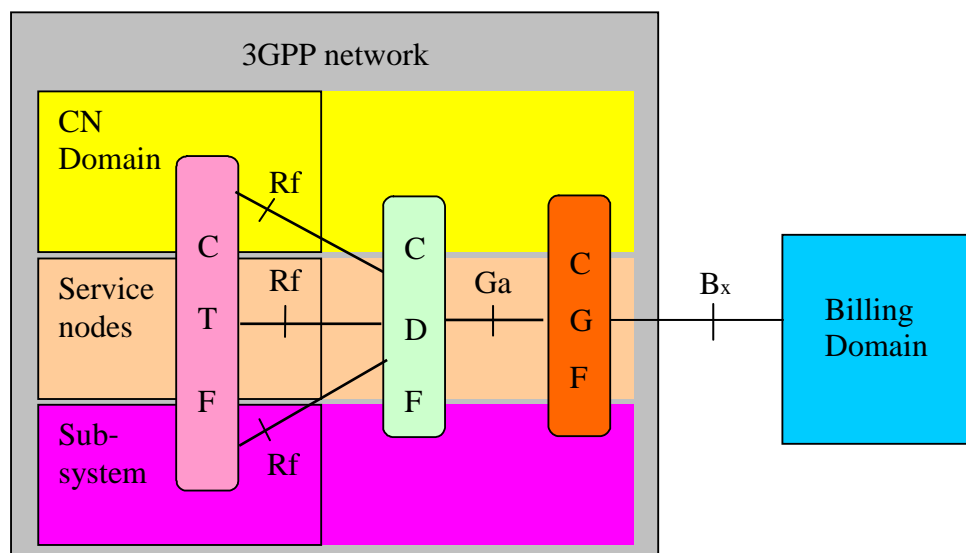 3GPP network
CN
Domain
Rf
C
T
F
C
D
F
C
G
F
Service
nodes
Rf
Ga
Bx
Billing
Domain
Sub-
system
Rf